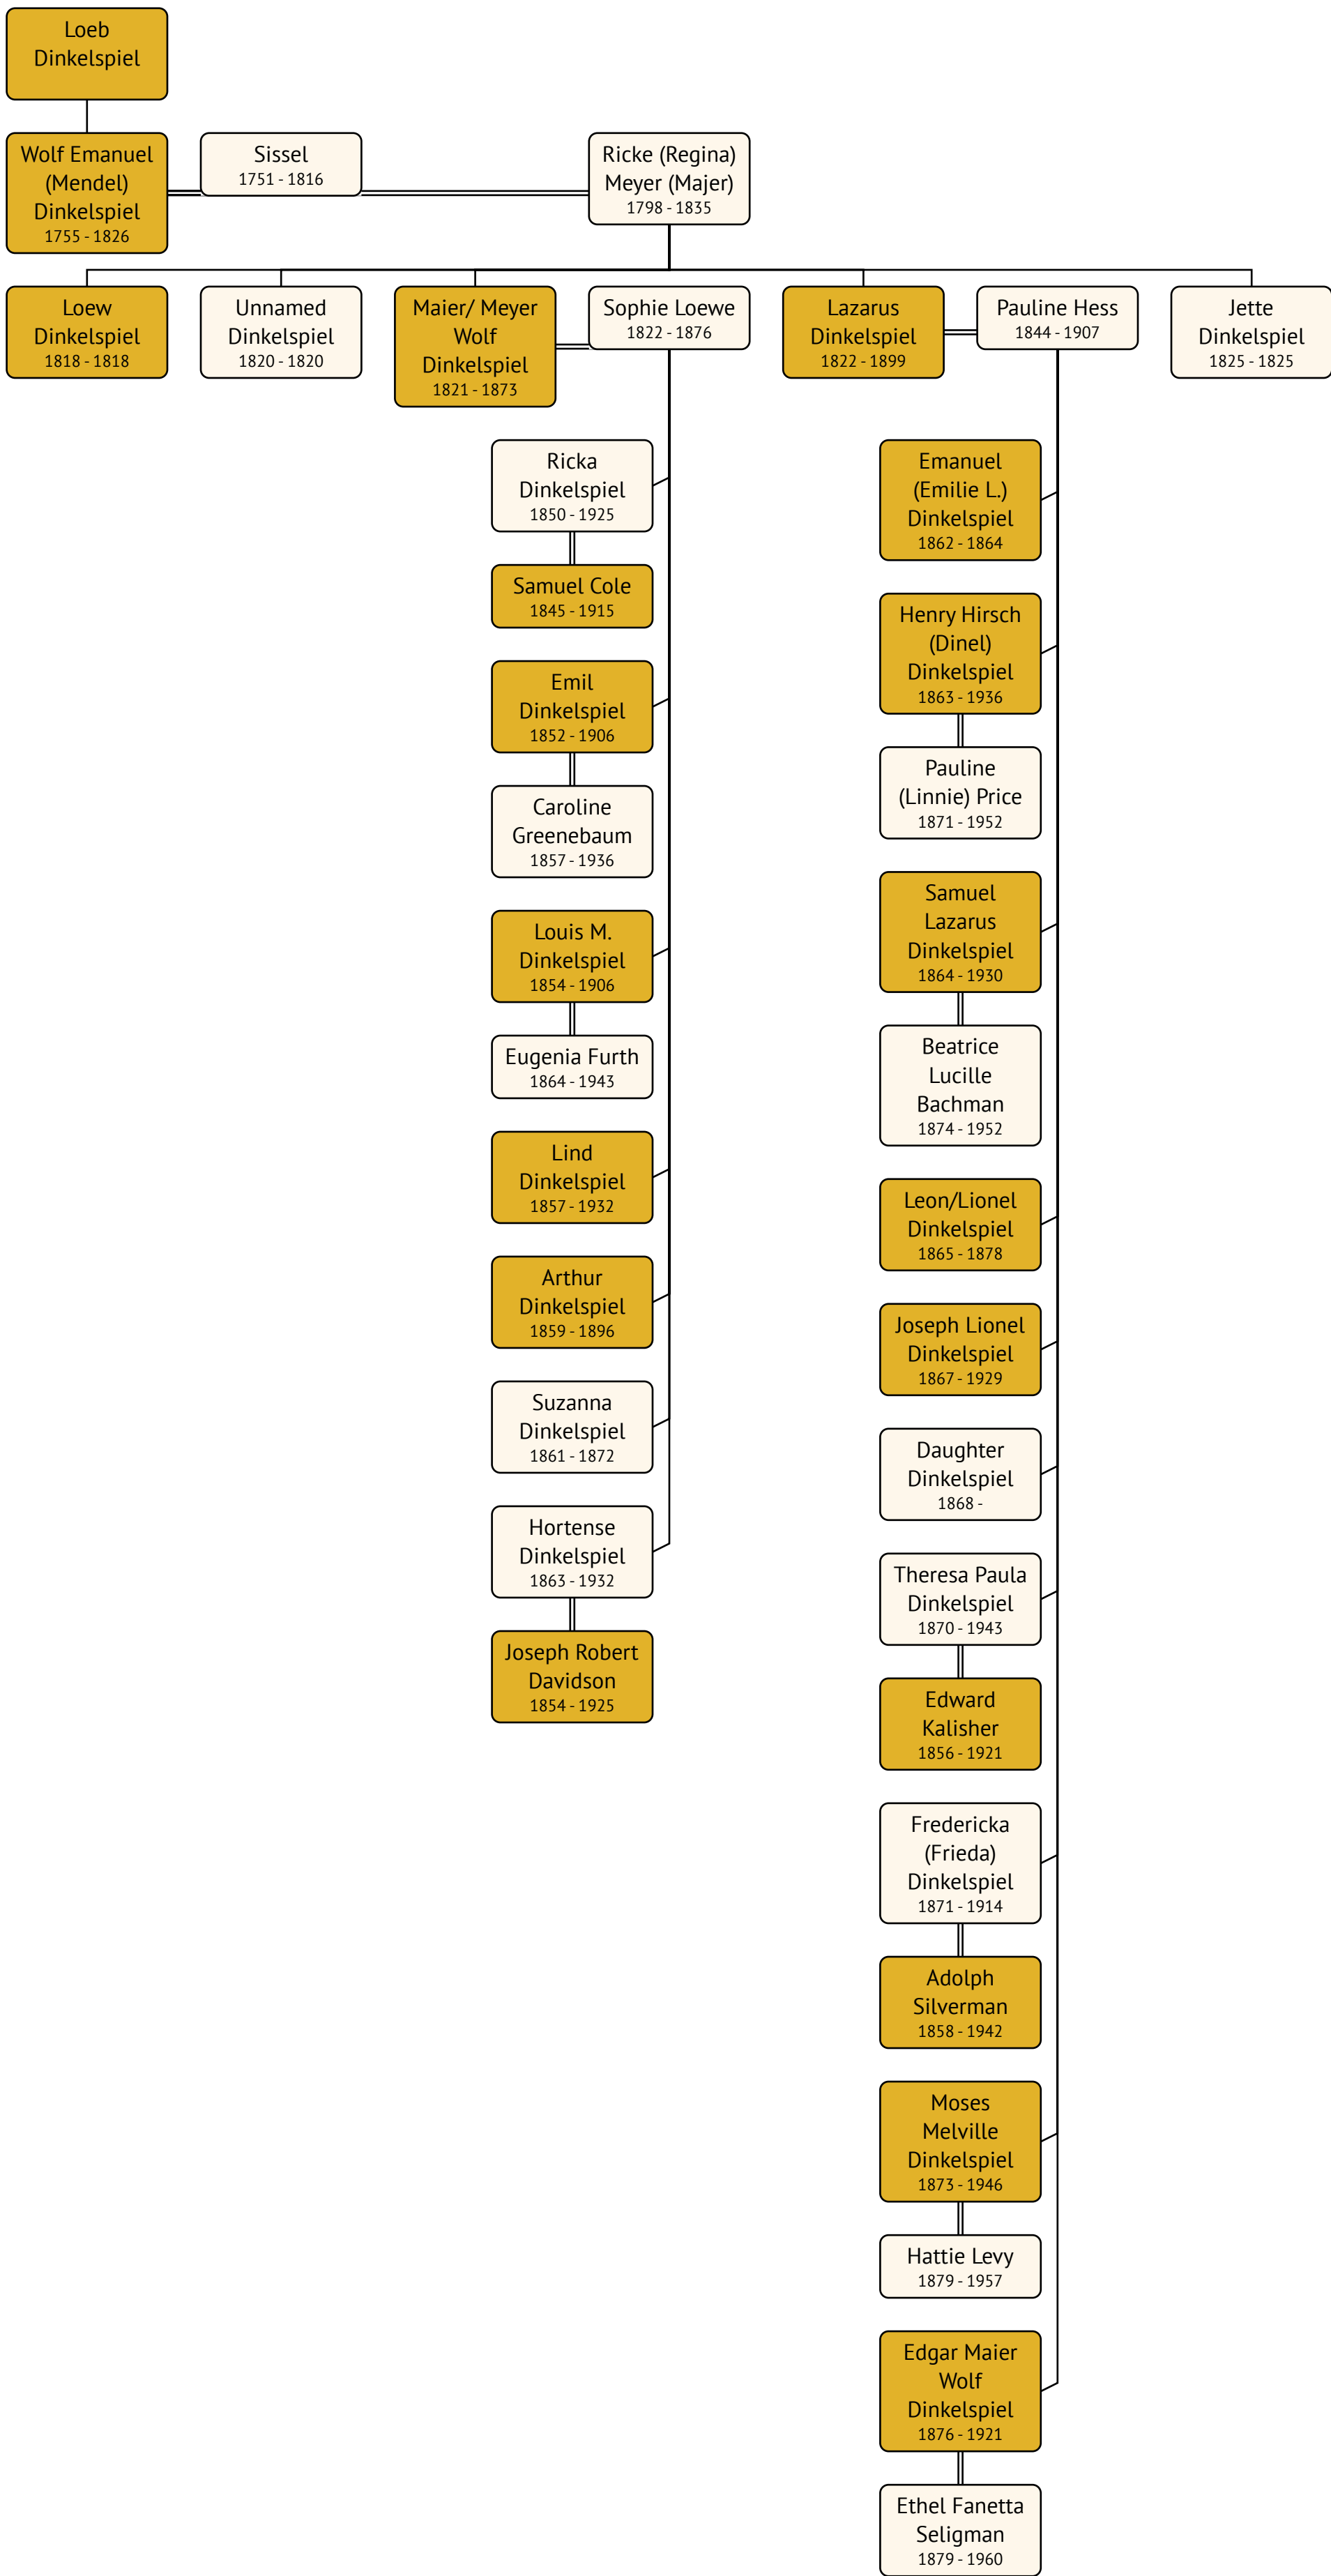 Loeb
Dinkelspiel
Wolf Emanuel
(Mendel)
Dinkelspiel
1755 - 1826
Sissel
1751 - 1816
Ricke (Regina)
Meyer (Majer)
1798 - 1835
Loew
Dinkelspiel
1818 - 1818
Unnamed
Dinkelspiel
1820 - 1820
Maier/ Meyer
Wolf
Dinkelspiel
1821 - 1873
Sophie Loewe
1822 - 1876
Lazarus
Dinkelspiel
1822 - 1899
Pauline Hess
1844 - 1907
Jette
Dinkelspiel
1825 - 1825
Ricka
Dinkelspiel
1850 - 1925
Samuel Cole
1845 - 1915
Emil
Dinkelspiel
1852 - 1906
Caroline
Greenebaum
1857 - 1936
Louis M.
Dinkelspiel
1854 - 1906
Eugenia Furth
1864 - 1943
Lind
Dinkelspiel
1857 - 1932
Arthur
Dinkelspiel
1859 - 1896
Suzanna
Dinkelspiel
1861 - 1872
Hortense
Dinkelspiel
1863 - 1932
Joseph Robert
Davidson
1854 - 1925
Emanuel
(Emilie L.)
Dinkelspiel
1862 - 1864
Henry Hirsch
(Dinel)
Dinkelspiel
1863 - 1936
Pauline
(Linnie) Price
1871 - 1952
Samuel
Lazarus
Dinkelspiel
1864 - 1930
Beatrice
Lucille
Bachman
1874 - 1952
Leon/Lionel
Dinkelspiel
1865 - 1878
Joseph Lionel
Dinkelspiel
1867 - 1929
Daughter
Dinkelspiel
1868 -
Theresa Paula
Dinkelspiel
1870 - 1943
Edward
Kalisher
1856 - 1921
Fredericka
(Frieda)
Dinkelspiel
1871 - 1914
Adolph
Silverman
1858 - 1942
Moses
Melville
Dinkelspiel
1873 - 1946
Hattie Levy
1879 - 1957
Edgar Maier
Wolf
Dinkelspiel
1876 - 1921
Ethel Fanetta
Seligman
1879 - 1960